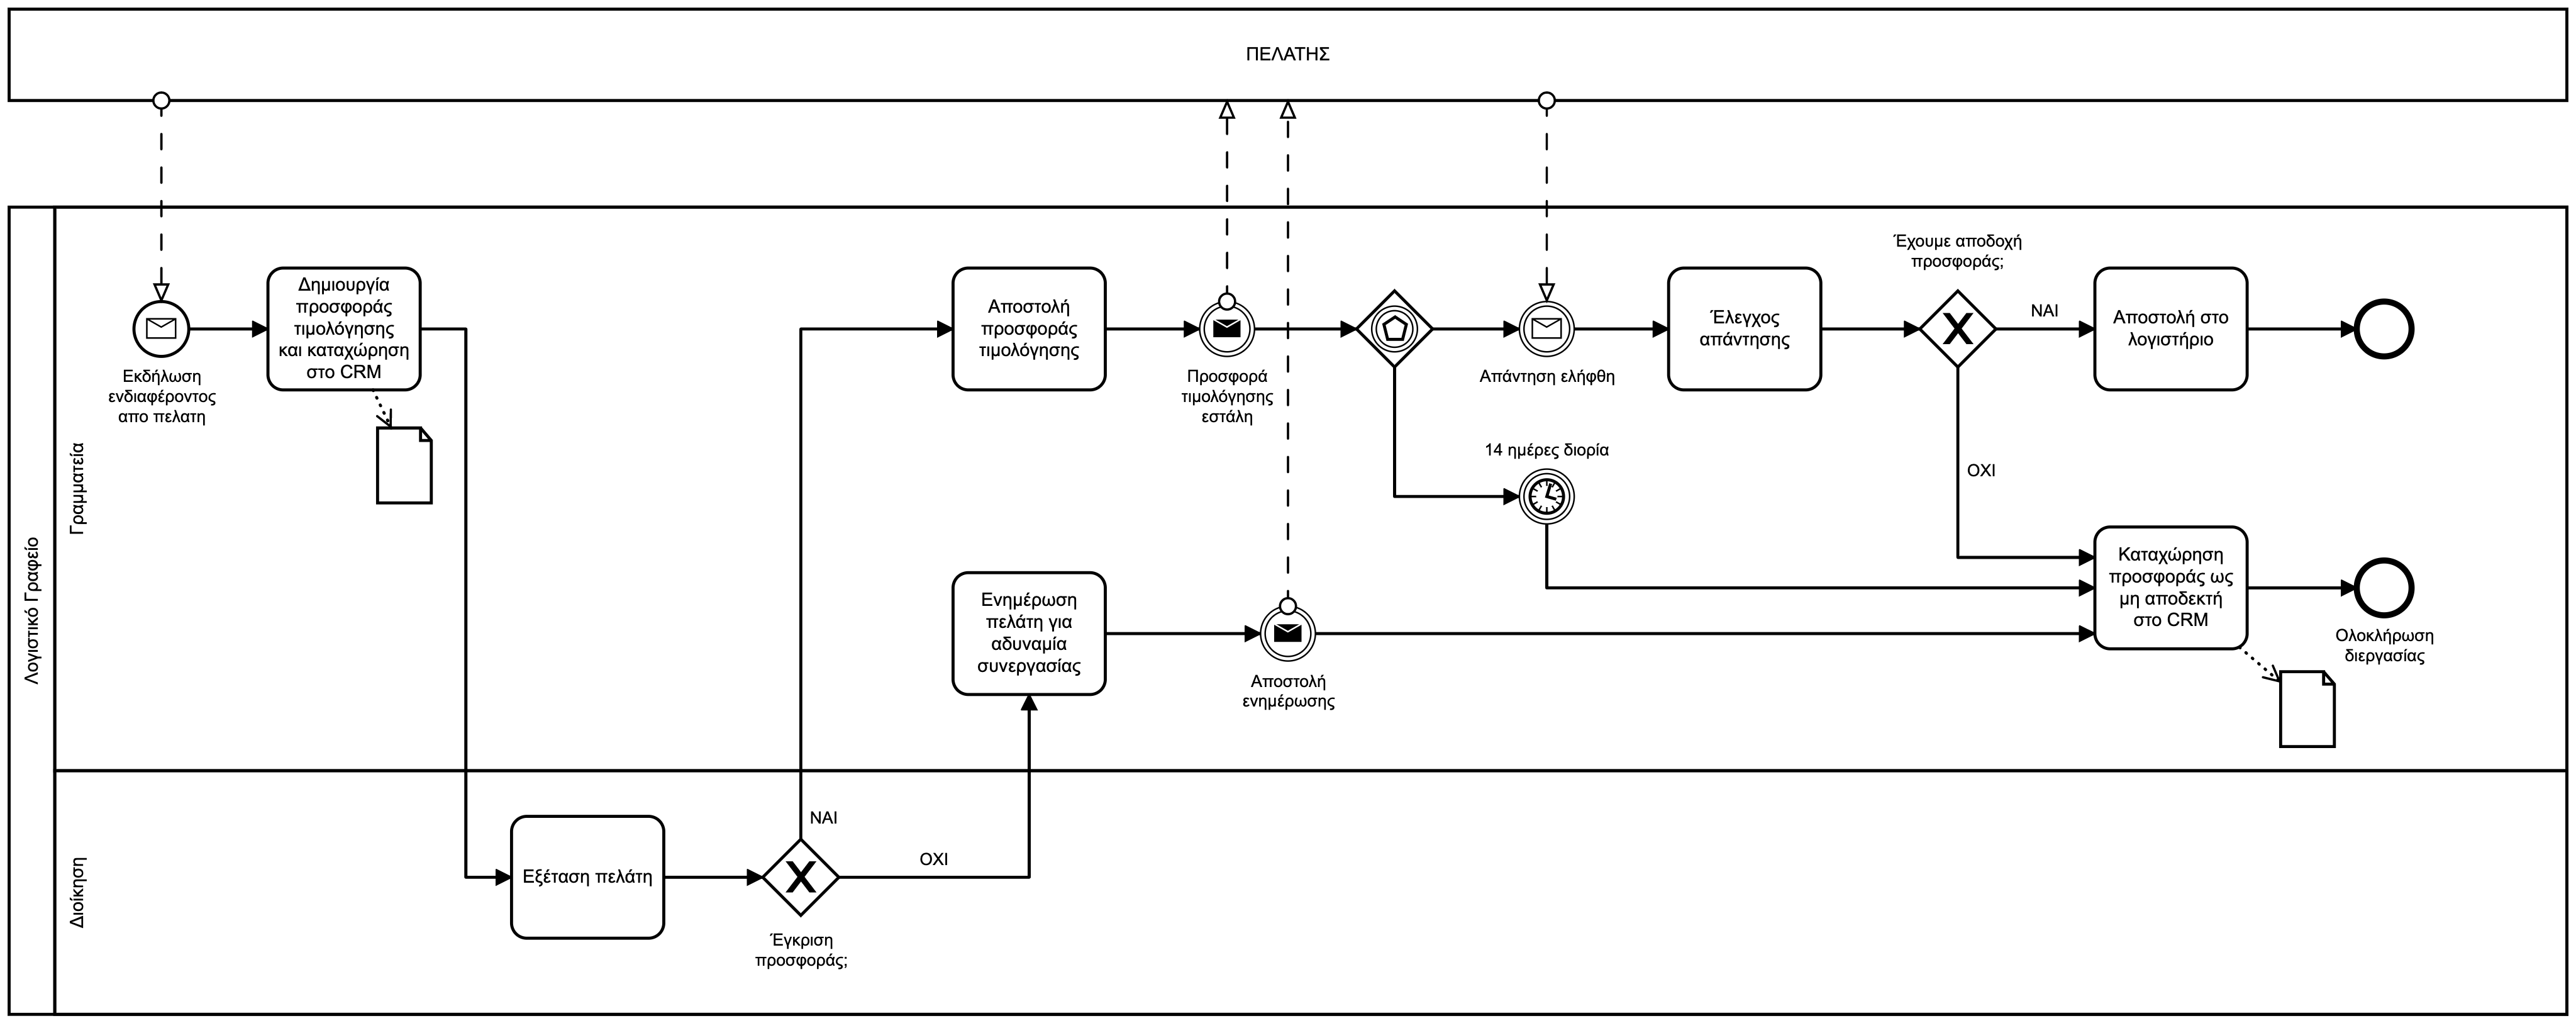 ΠΕΛΑΤΗΣ
Λογιστικό Γραφείο
Γραμματεία
Εκδήλωση
ενδιαφέροντος
απο πελατη
Δημιουργία
προσφοράς
τιμολόγησης
και καταχώρηση
στο CRM
Αποστολή
προσφοράς
τιμολόγησης
Προσφορά
τιμολόγησης
εστάλη
Απάντηση ελήφθη
14 ημέρες διορία
Έλεγχος
απάντησης
Έχουμε αποδοχή
προσφοράς;
ΝΑΙ
ΟΧΙ
Αποστολή στο
λογιστήριο
Ενημέρωση
πελάτη για
αδυναμία
συνεργασίας
Αποστολή
ενημέρωσης
Καταχώρηση
προσφοράς ως
μη αποδεκτή
στο CRM
Ολοκλήρωση
διεργασίας
Διοίκηση
Εξέταση πελάτη
Έγκριση
προσφοράς;
ΝΑΙ
ΟΧΙ